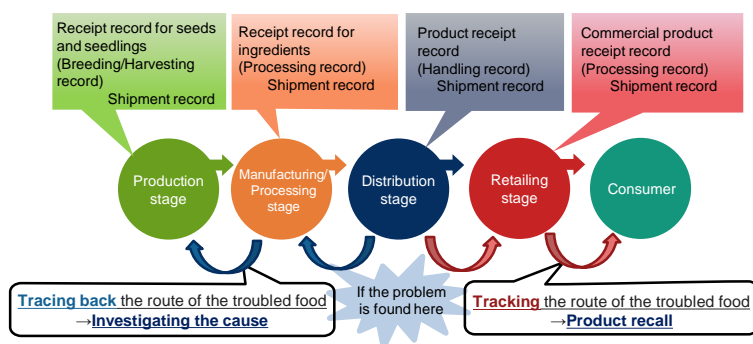 Receipt record for seeds
and seedlings
(Breeding/Harvesting
record)
Shipment record
Receipt record for
ingredients
(Processing record)
Shipment record
Product receipt
record
(Handling record)
Shipment record
Commercial product
receipt record
(Processing record)
Shipment record
Production
stage
Manufacturing/
Processing
stage
Distribution
stage
Retailing
stage
Consumer
Tracing back the route of the troubled food
→Investigating the cause
If the problem
is found here
Tracking the route of the troubled food
→Product recall